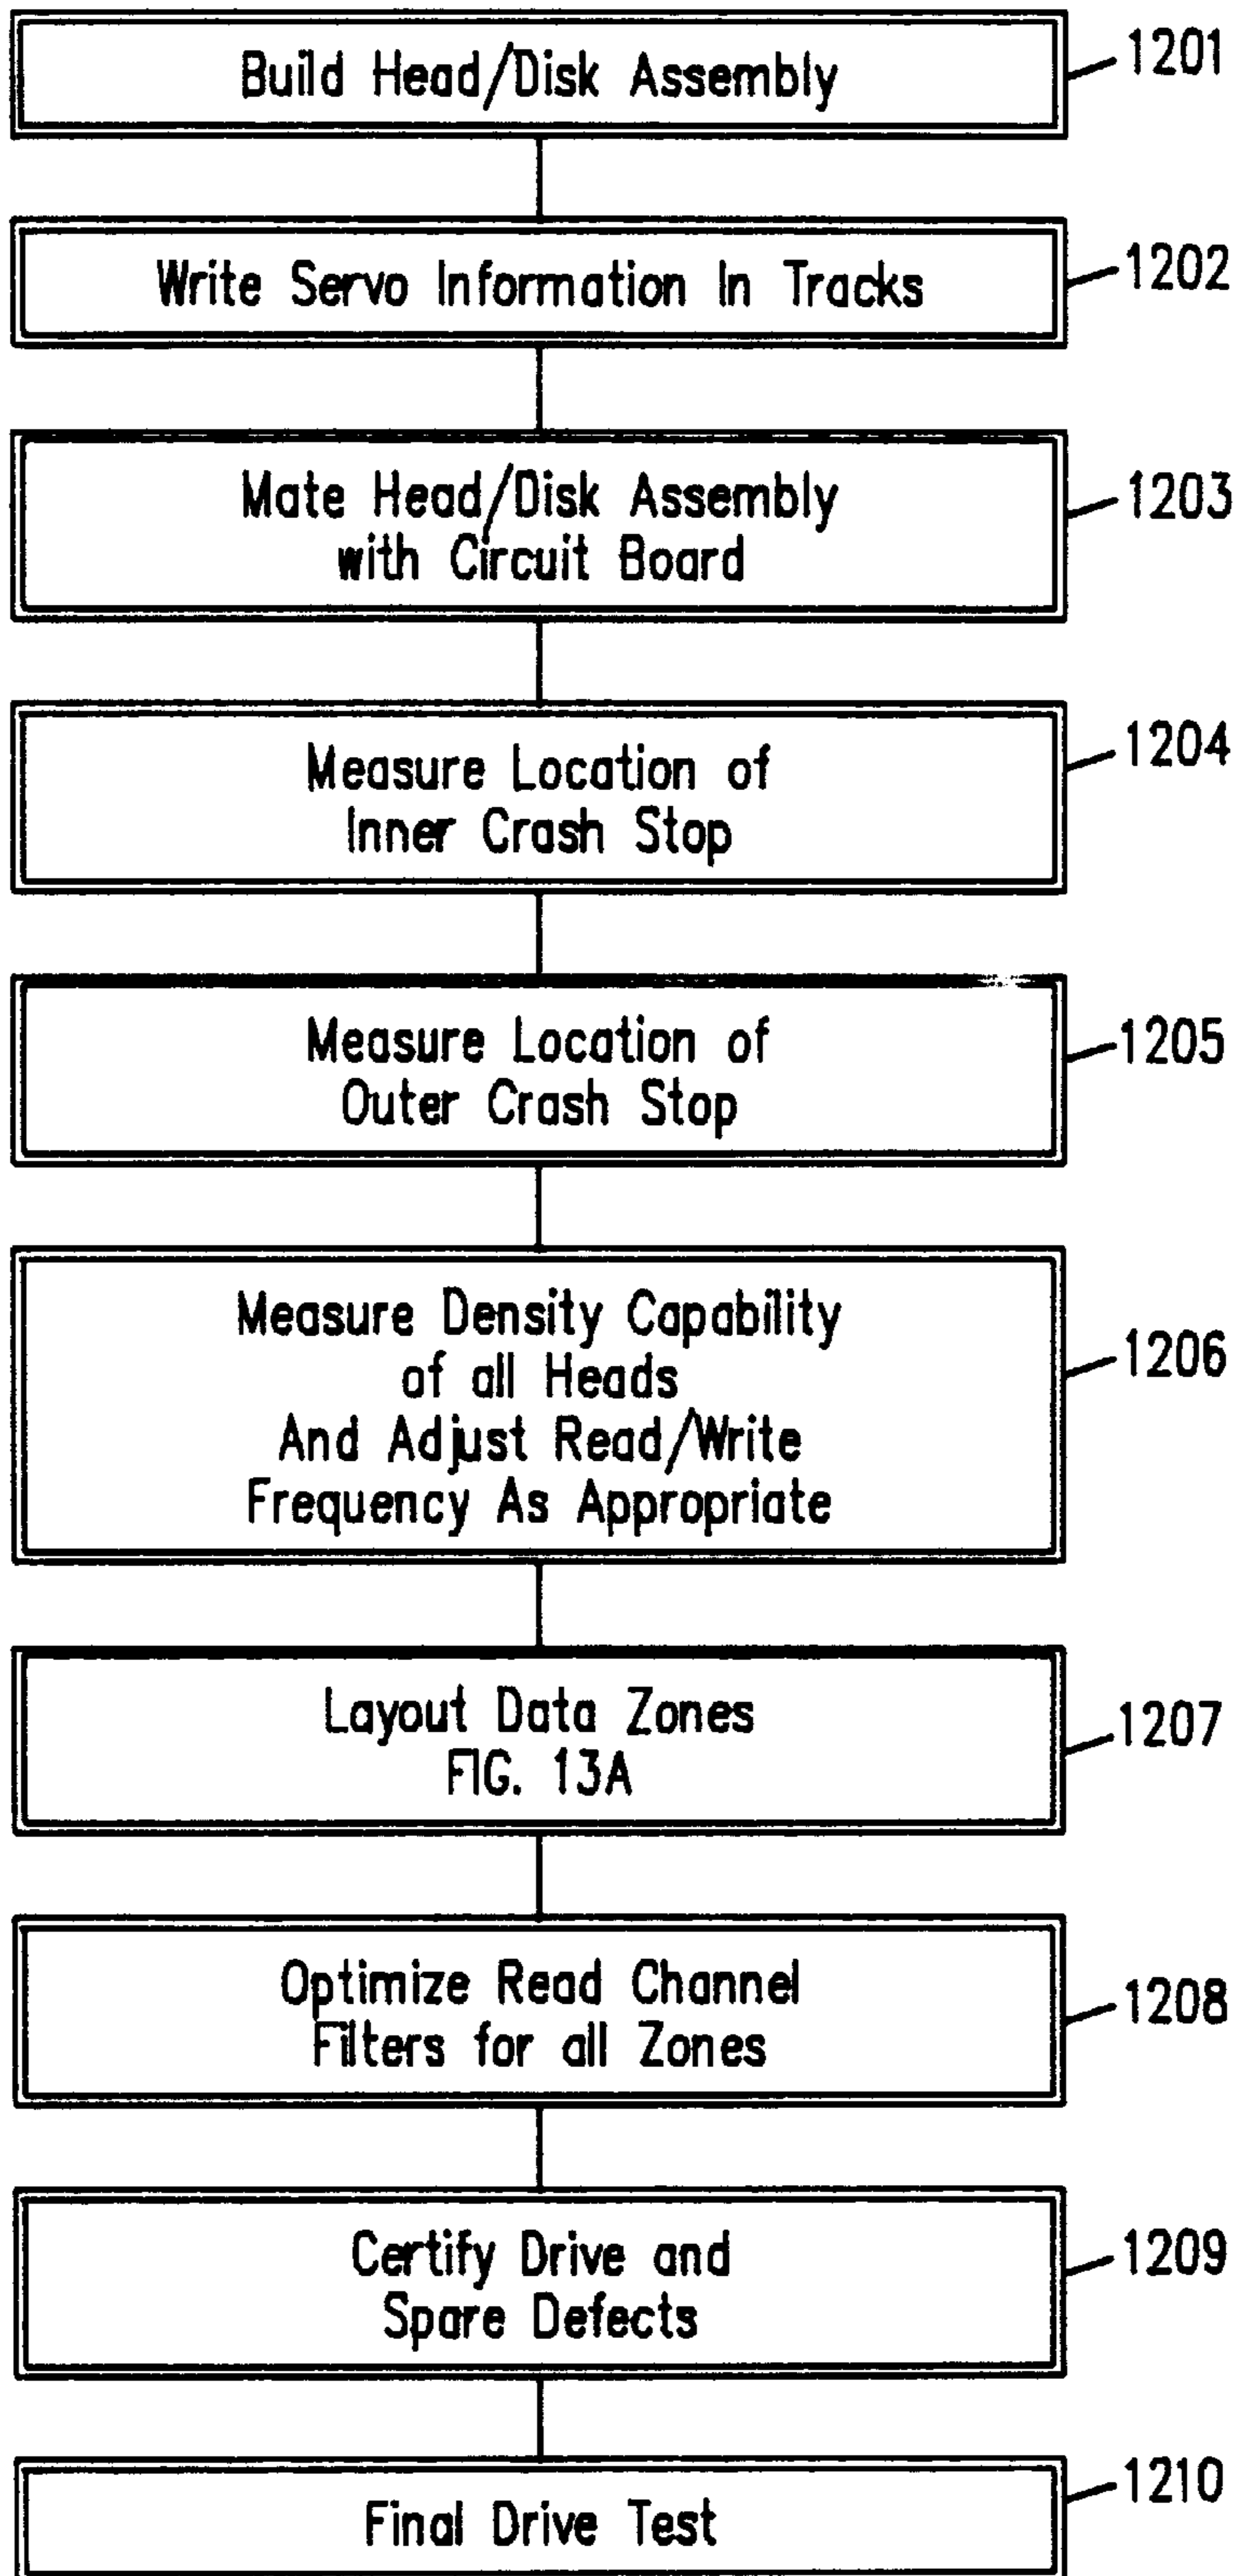 Build Head/Disk Assembly
1201
Write Servo Information In Tracks
1202
Mate Head/Disk Assembly
with Circuit Board
1203
Measure Location of
Inner Crash Stop
1204
Measure Location of
Outer Crash Stop
1205
Measure Density Capability
of all Heads
And Adjust Read/Write
Frequency As Appropriate
1206
Layout Data Zones
FIG. 13A
1207
Optimize Read Channel
Filters for all Zones
1208
Certify Drive and
Spare Defects
1209
Final Drive Test
1210